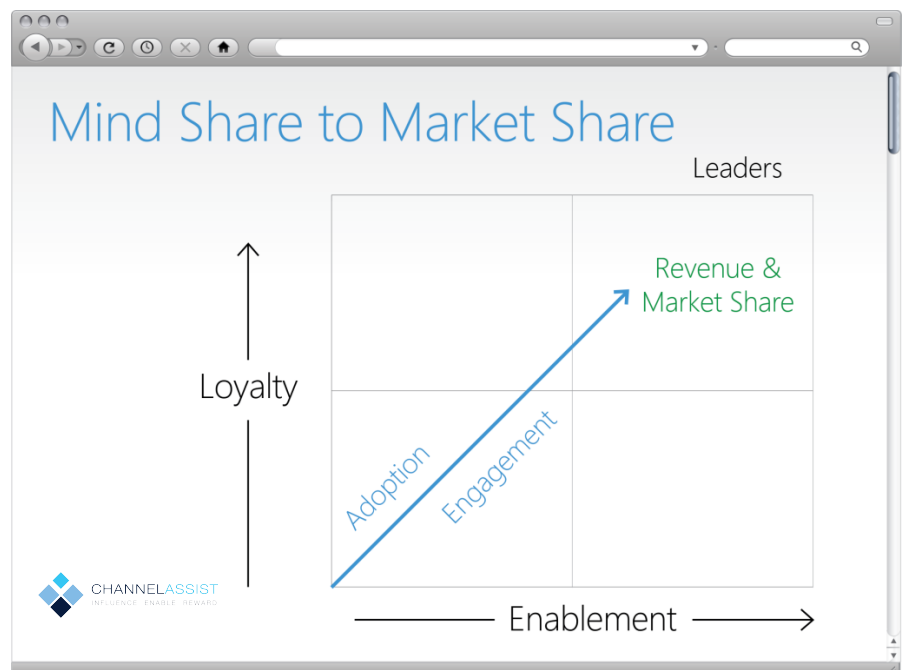 Mind Share to Market Share
Leaders
Revenue &
Market Share
Loyalty
Adoption
Engagement
CHANNELASSIST
INFLUENCE ENABLE REWARD
Enablement